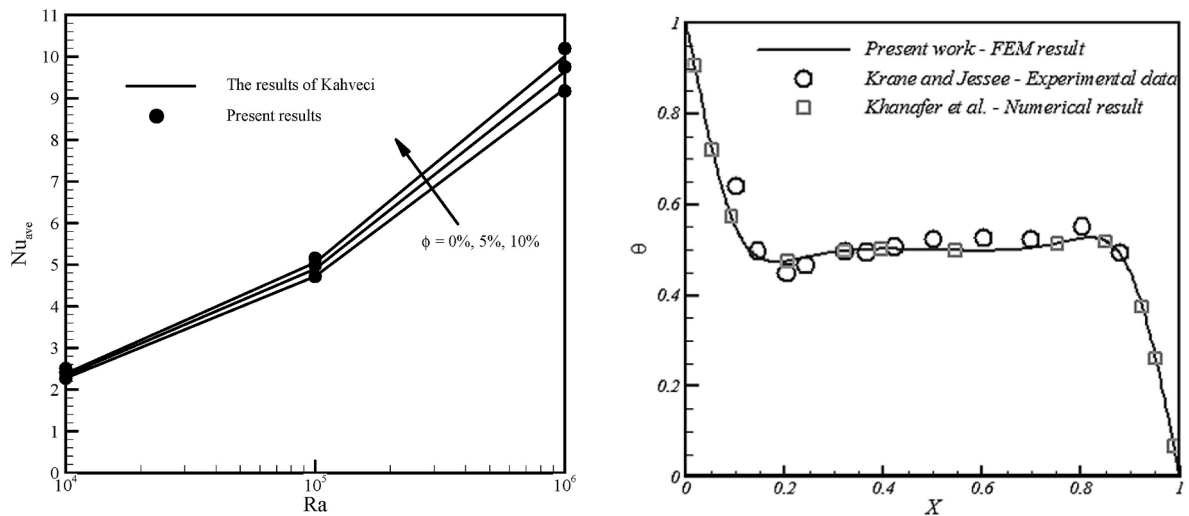 11
10
9
8
7
6
5
4
3
2
1
0
Nu_ave
The results of Kahveci
Present results
ϕ = 0%, 5%, 10%
10^4
10^5
10^6
Ra
1
0.8
0.6
0.4
0.2
0
θ
Present work - FEM result
Krane and Jessee - Experimental data
Khanafer et al. - Numerical result
0
0.2
0.4
0.6
0.8
1
X